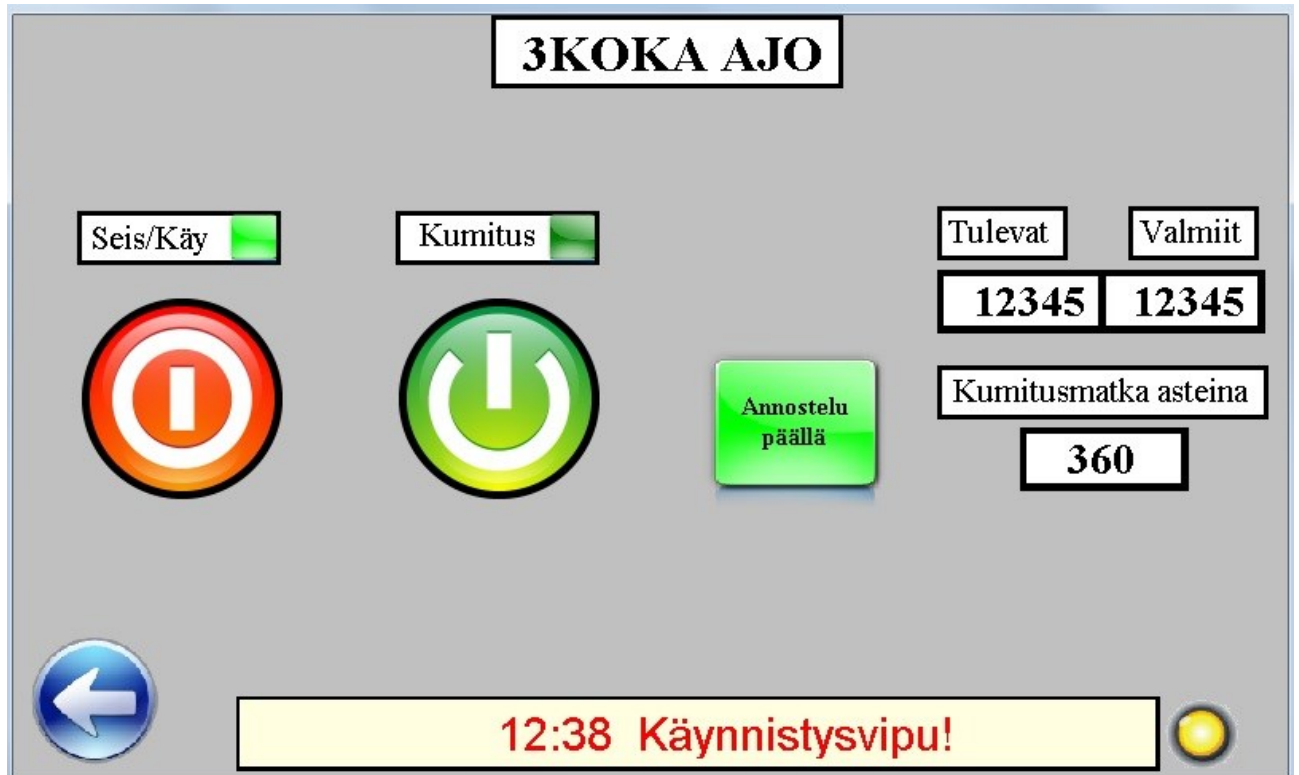 3KOKA AJO
Seis/Käy
Kumitus
Tulevat
Valmiit
12345
12345
Annostelu
päällä
Kumitusmatka asteina
360
12:38 Käynnistysvipu!